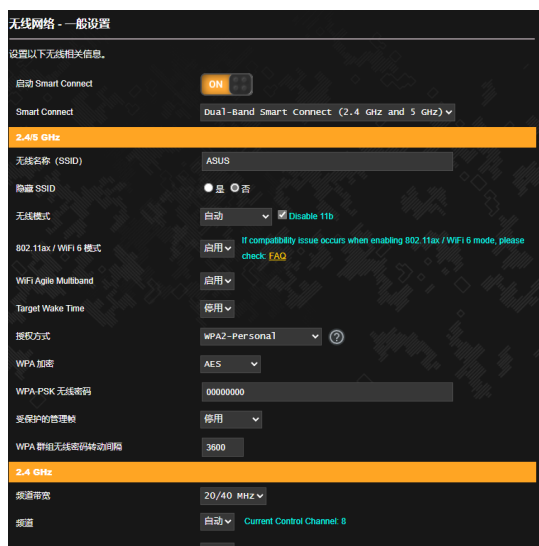 无线网络 - 一般设置
设置以下无线相关信息。
启动 Smart Connect
ON
Smart Connect
Dual-Band Smart Connect (2.4 GHz and 5 GHz)
2.4/5 GHz
无线名称（SSID）
ASUS
隐藏 SSID
是 否
无线模式
自动
Disable 11b
802.11ax / WiFi 6 模式
启用
If compatibility issue occurs when enabling 802.11ax / WiFi 6 mode, please
check: FAQ
WiFi Agile Multiband
启用
Target Wake Time
停用
授权方式
WPA2-Personal
?
WPA 加密
AES
WPA-PSK 无线密码
00000000
受保护的管理帧
停用
WPA 群组无线密码转动间隔
3600
2.4 GHz
频道带宽
20/40 MHz
频道
自动
Current Control Channel: 8